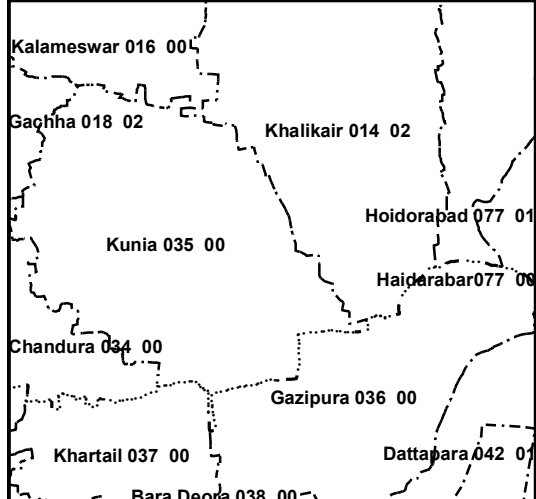 Kalameswar 016 00
Gachha 018 02
Khalikair 014 02
Hoidorabad 077 01
Kunia 035 00
Haidarabar077 00
Chandura 034 00
Gazipura 036 00
Khartail 037 00
Dattapara 042 01
Bara Deora 038 00